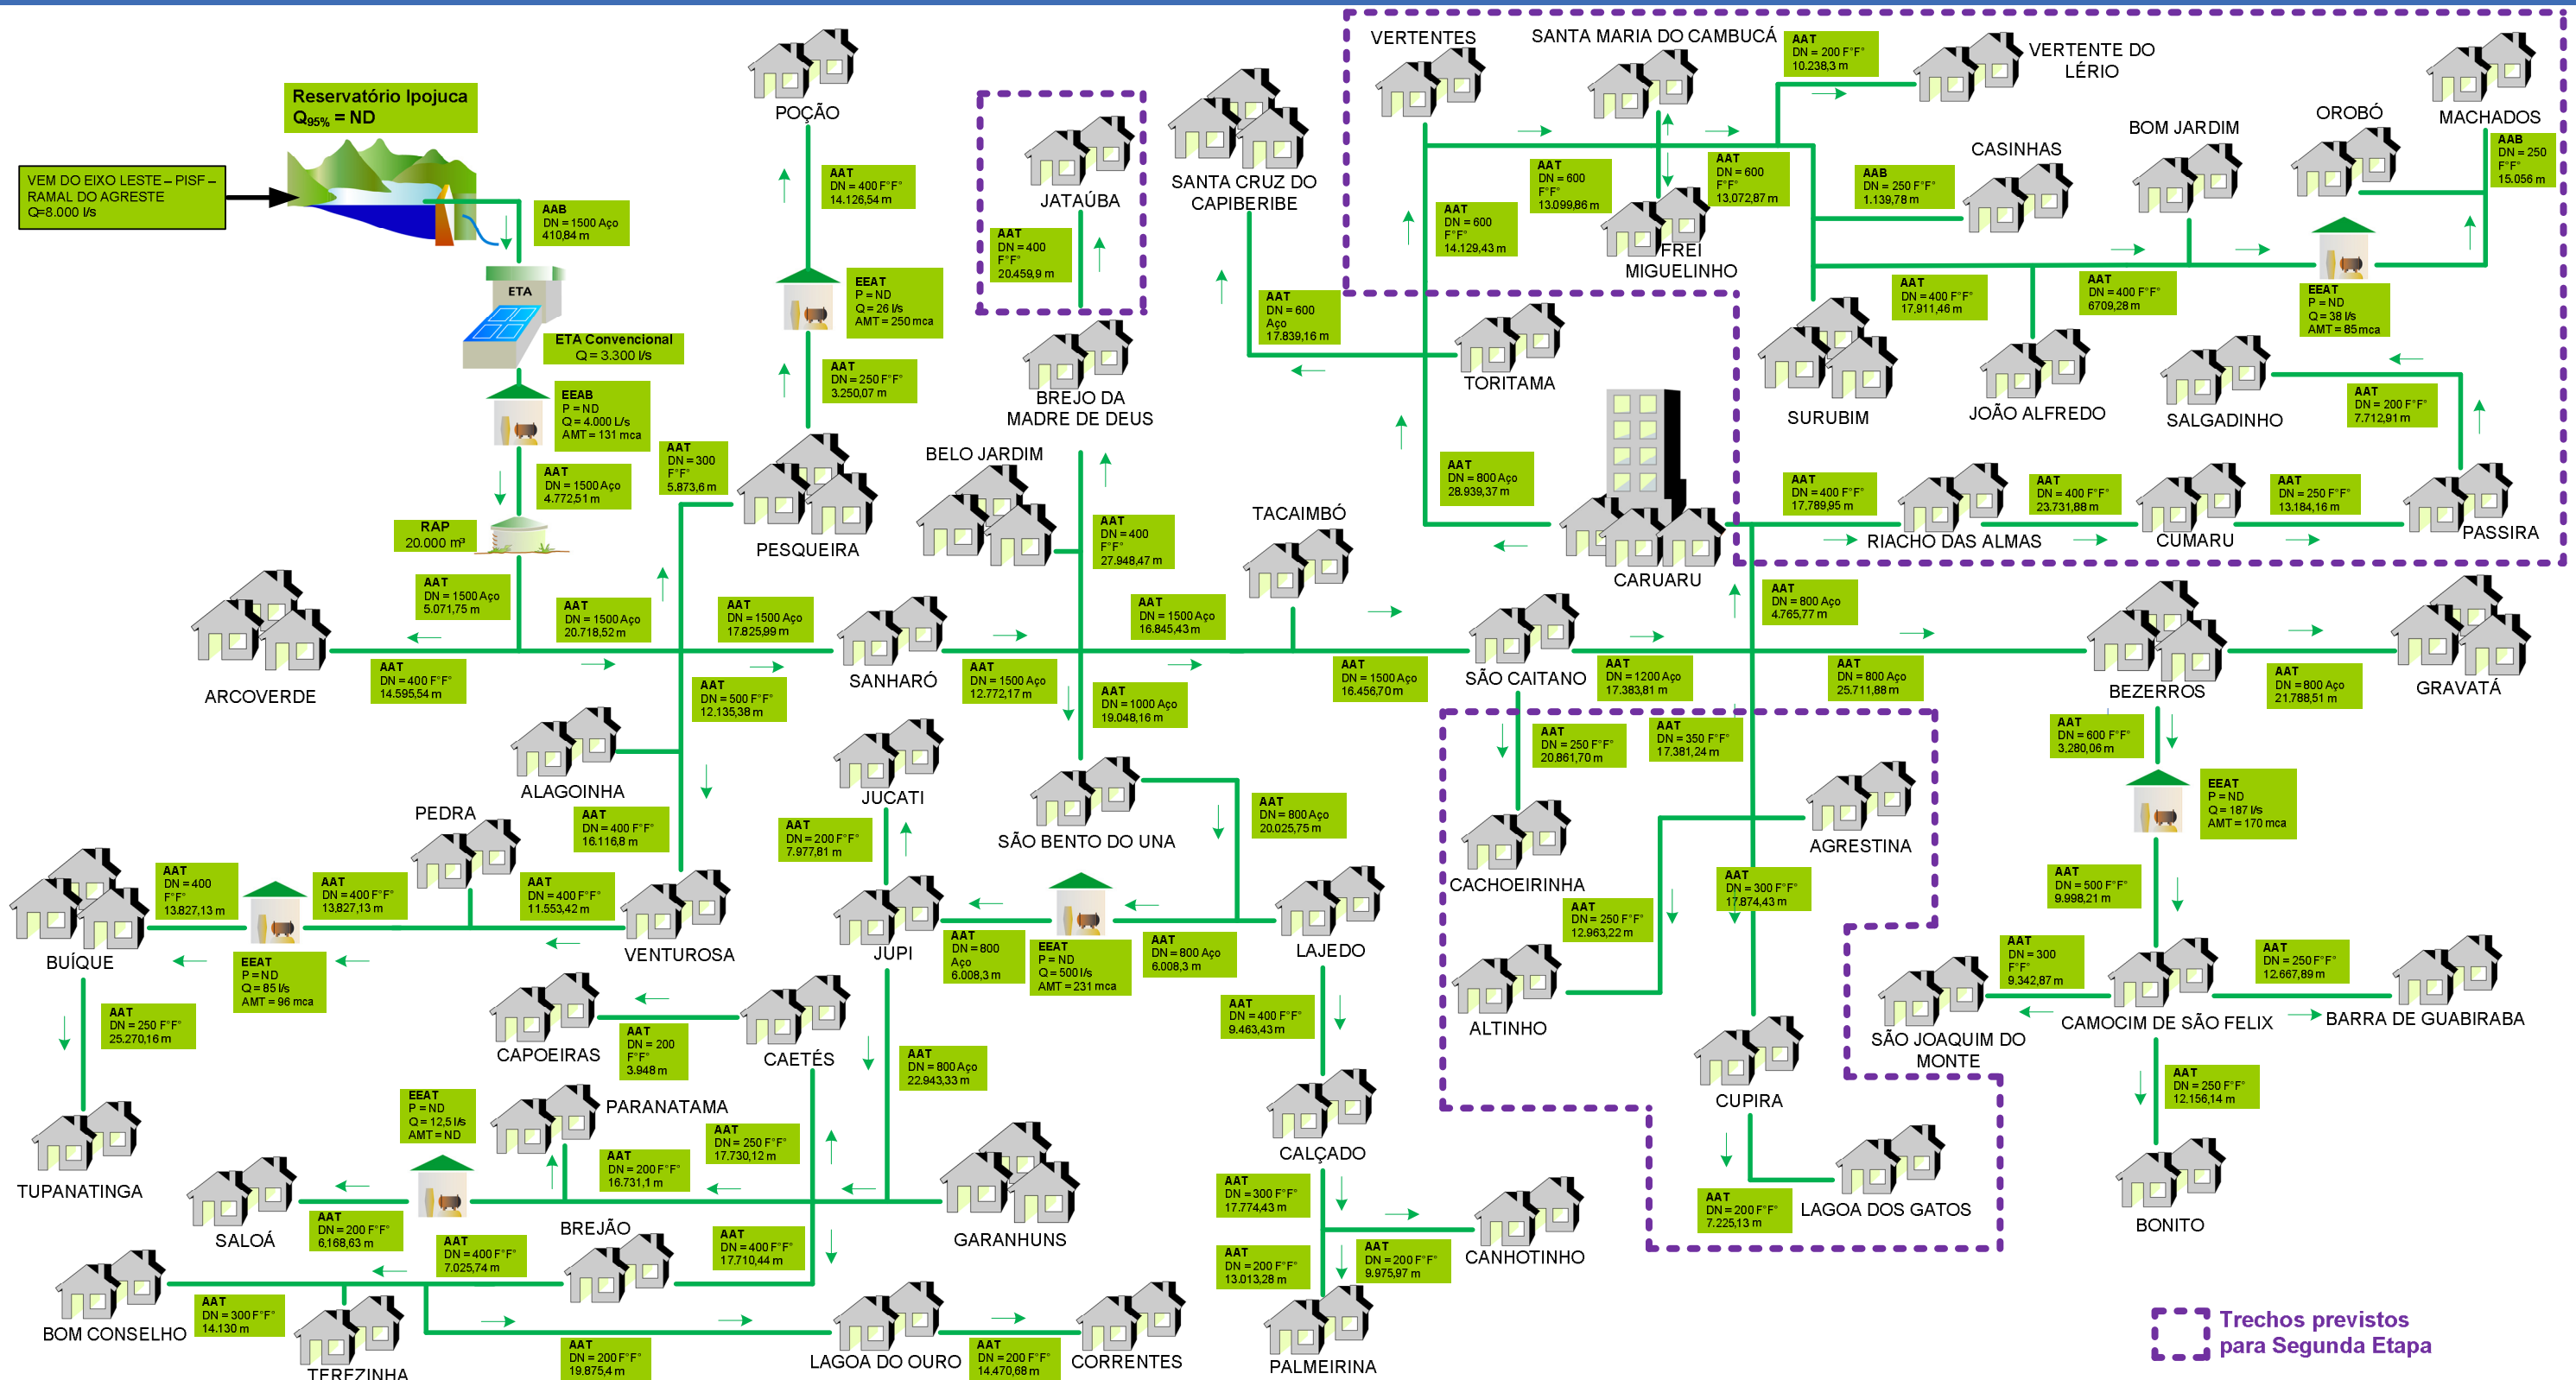 Reservatório Ipojuca
Q95% = ND
VEM DO EIXO LESTE – PISF –
RAMAL DO AGRESTE
Q=8.000 l/s
AAB
DN = 1500 Aço
410,84 m
ETA
ETA Convencional
Q = 3.300 l/s
EEAB
P = ND
Q = 4.000 l/s
AMT = 131 mca
AAT
DN = 1500 Aço
4.772,51 m
RAP
20.000 m³
AAT
DN = 1500 Aço
5.071,75 m
ARCOVERDE
AAT
DN = 400 F°F°
14.595,54 m
AAT
DN = 1500 Aço
20.718,52 m
AAT
DN = 300
F°F°
5.873,6 m
PESQUEIRA
AAT
DN = 250 F°F°
3.250,07 m
EEAT
P = ND
Q = 26 l/s
AMT = 250 mca
AAT
DN = 400 F°F°
14.126,54 m
POÇÃO
AAT
DN = 1500 Aço
17.825,99 m
AAT
DN = 500 F°F°
12.135,38 m
SANHARÓ
ALAGOINHA
AAT
DN = 400 F°F°
16.116,8 m
VENTUROSA
AAT
DN = 400 F°F°
11.553,42 m
PEDRA
AAT
DN = 400 F°F°
13,827,13 m
EEAT
P = ND
Q = 85 l/s
AMT = 96 mca
AAT
DN = 400
F°F°
13.827,13 m
BUÍQUE
AAT
DN = 250 F°F°
25.270,16 m
TUPANATINGA
AAT
DN = 1500 Aço
12.772,17 m
BELO JARDIM
AAT
DN = 400
F°F°
27.948,47 m
BREJO DA
MADRE DE DEUS
AAT
DN = 400
F°F°
20.459,9 m
JATAÚBA
AAT
DN = 1000 Aço
19.048,16 m
SÃO BENTO DO UNA
AAT
DN = 800 Aço
20.025,75 m
LAJEDO
AAT
DN = 800 Aço
6.008,3 m
EEAT
P = ND
Q = 500 l/s
AMT = 231 mca
AAT
DN = 800
Aço
6.008,3 m
JUPI
AAT
DN = 200 F°F°
7.977,81 m
JUCATI
AAT
DN = 800 Aço
22.943,33 m
GARANHUNS
CAETÉS
AAT
DN = 200
F°F°
3.948 m
CAPOEIRAS
AAT
DN = 250 F°F°
17.730,12 m
PARANATAMA
AAT
DN = 200 F°F°
16.731,1 m
EEAT
P = ND
Q = 12,5 l/s
AMT = ND
AAT
DN = 200 F°F°
6,168,63 m
SALOÁ
AAT
DN = 400 F°F°
17.710,44 m
BREJÃO
AAT
DN = 400 F°F°
7.025,74 m
AAT
DN = 300 F°F°
14.130 m
BOM CONSELHO
TEREZINHA
AAT
DN = 200 F°F°
19.875,4 m
LAGOA DO OURO
AAT
DN = 200 F°F°
14.470,68 m
CORRENTES
AAT
DN = 400 F°F°
9.463,43 m
CALÇADO
AAT
DN = 300 F°F°
17.774,43 m
AAT
DN = 200 F°F°
13.013,28 m
AAT
DN = 200 F°F°
9.975,97 m
CANHOTINHO
PALMEIRINA
AAT
DN = 1500 Aço
16.845,43 m
TACAIMBÓ
AAT
DN = 1500 Aço
16.456,70 m
SÃO CAITANO
AAT
DN = 1200 Aço
17.383,81 m
AAT
DN = 250 F°F°
20.861,70 m
CACHOEIRINHA
AAT
DN = 350 F°F°
17.381,24 m
AGRESTINA
AAT
DN = 250 F°F°
12.963,22 m
ALTINHO
AAT
DN = 300 F°F°
17.874,43 m
CUPIRA
AAT
DN = 200 F°F°
7.225,13 m
LAGOA DOS GATOS
AAT
DN = 800 Aço
4.765,77 m
CARUARU
AAT
DN = 800 Aço
28.939,37 m
TORITAMA
AAT
DN = 600
Aço
17.839,16 m
SANTA CRUZ DO
CAPIBERIBE
AAT
DN = 600
F°F°
14.129,43 m
VERTENTES
AAT
DN = 600
F°F°
13.099,86 m
SANTA MARIA DO CAMBUCÁ
FREI
MIGUELINHO
AAT
DN = 600
F°F°
13.072,87 m
AAT
DN = 200 F°F°
10.238,3 m
VERTENTE DO
LÉRIO
AAB
DN = 250 F°F°
1.139,78 m
CASINHAS
SURUBIM
AAT
DN = 400 F°F°
17.911,46 m
JOÃO ALFREDO
AAT
DN = 400 F°F°
6709,28 m
BOM JARDIM
EEAT
P = ND
Q = 38 l/s
AMT = 85 mca
OROBÓ
MACHADOS
AAB
DN = 250
F°F°
15.056 m
AAT
DN = 400 F°F°
17.789,95 m
RIACHO DAS ALMAS
AAT
DN = 400 F°F°
23.731,88 m
CUMARU
AAT
DN = 250 F°F°
13.184,16 m
PASSIRA
AAT
DN = 200 F°F°
7.712,91 m
SALGADINHO
AAT
DN = 800 Aço
25.711,88 m
BEZERROS
AAT
DN = 800 Aço
21.788,51 m
GRAVATÁ
AAT
DN = 600 F°F°
3,280,06 m
EEAT
P = ND
Q = 187 l/s
AMT = 170 mca
AAT
DN = 500 F°F°
9.998,21 m
CAMOCIM DE SÃO FELIX
AAT
DN = 300
F°F°
9.342,87 m
SÃO JOAQUIM DO
MONTE
AAT
DN = 250 F°F°
12.667,89 m
BARRA DE GUABIRABA
AAT
DN = 250 F°F°
12.156,14 m
BONITO
Trechos previstos
para Segunda Etapa